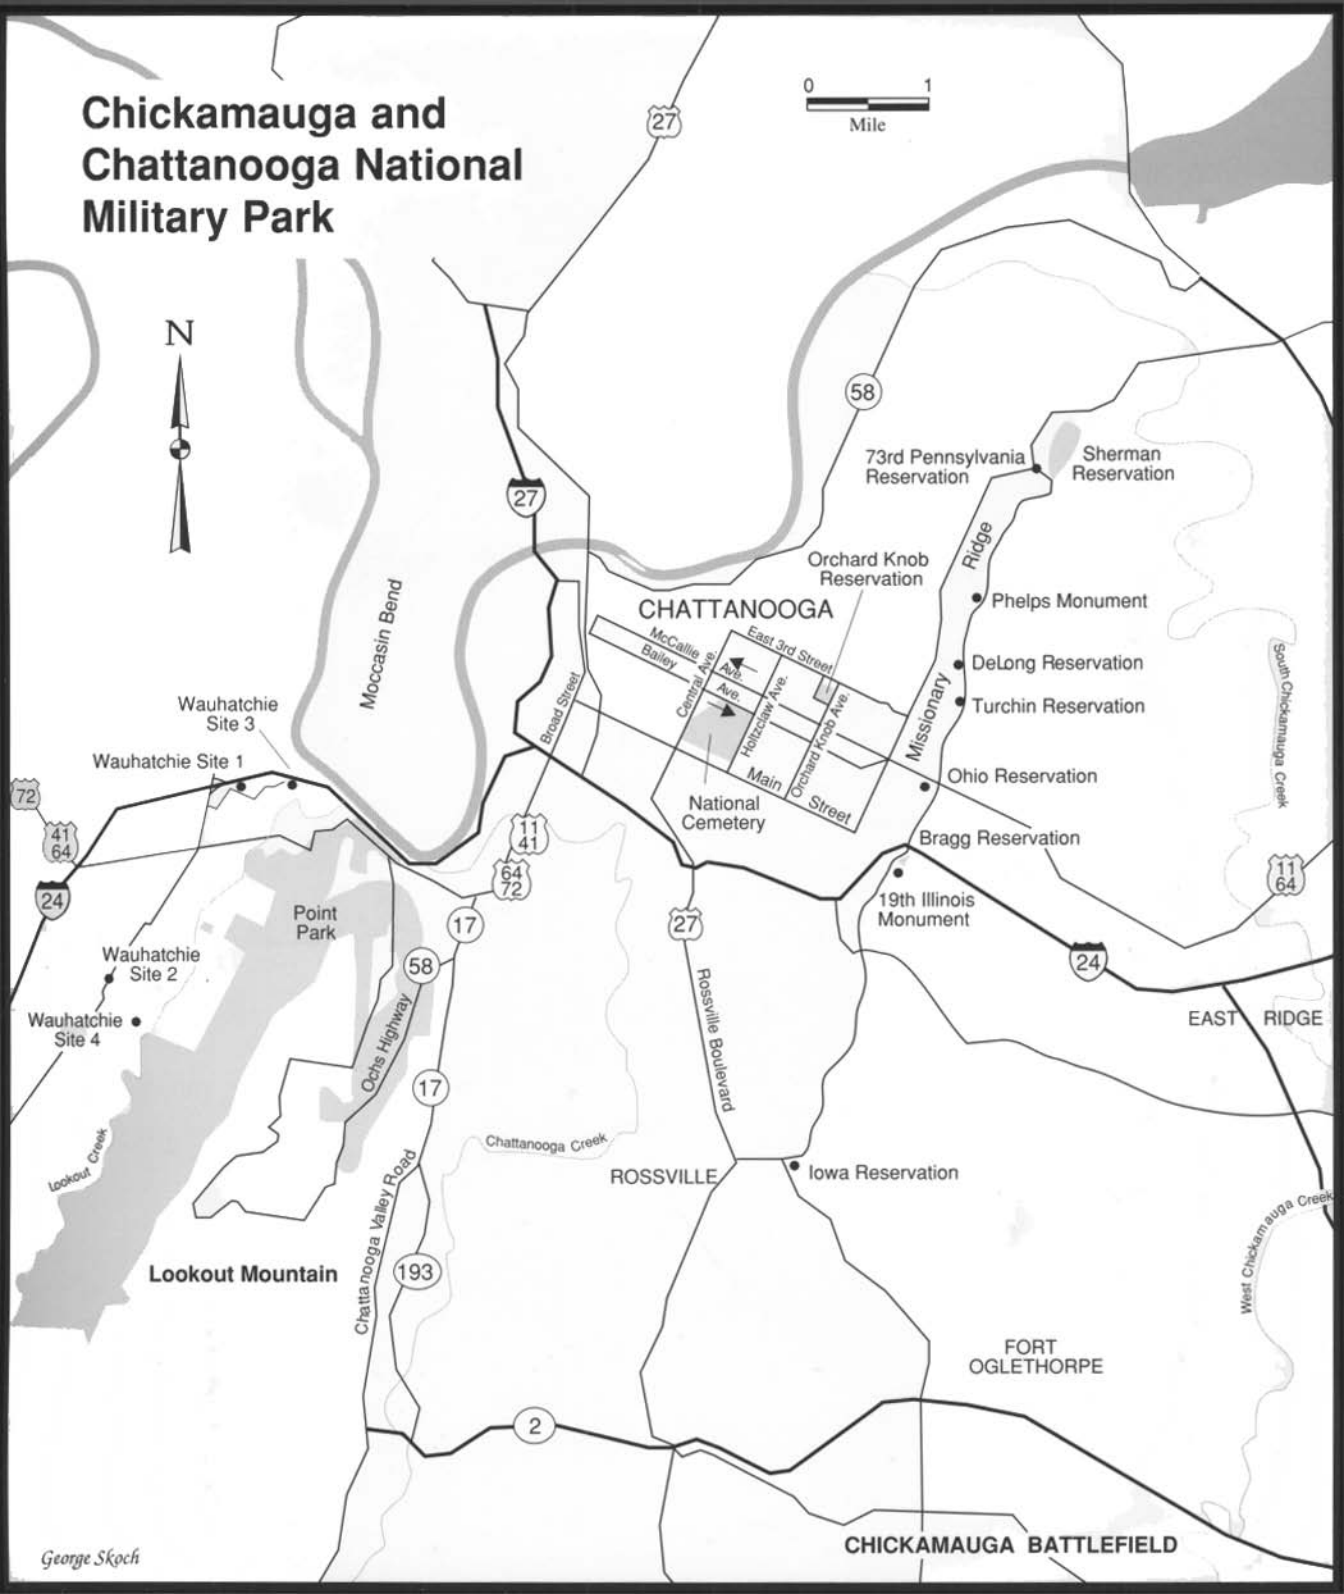 Chickamauga and
Chattanooga National
Military Park
0 1
Mile
27
N
58
73rd Pennsylvania
Reservation
Sherman
Reservation
27
Ridge
Orchard Knob
Reservation
Moccasin Bend
CHATTANOOGA
Phelps Monument
East 3rd Street
McCallie
Ave.
Bailey
Ave.
Central Ave.
Holtzclaw Ave.
Orchard Knob Ave.
Broad Street
DeLong Reservation
Turchin Reservation
Missionary
South Chickamauga Creek
Wauhatchie
Site 3
Wauhatchie Site 1
72
41
64
24
Main
Street
National
Cemetery
Ohio Reservation
Bragg Reservation
11
41
64
72
11
64
19th Illinois
Monument
Point
Park
17
27
58
24
Wauhatchie
Site 2
Wauhatchie
Site 4
Ochs Highway
Rossville Boulevard
EAST RIDGE
17
Lookout Creek
Chattanooga Creek
ROSSVILLE
Iowa Reservation
Chattanooga Valley Road
West Chickamauga Creek
Lookout Mountain
193
FORT
OGLETHORPE
2
CHICKAMAUGA BATTLEFIELD
George Skoch